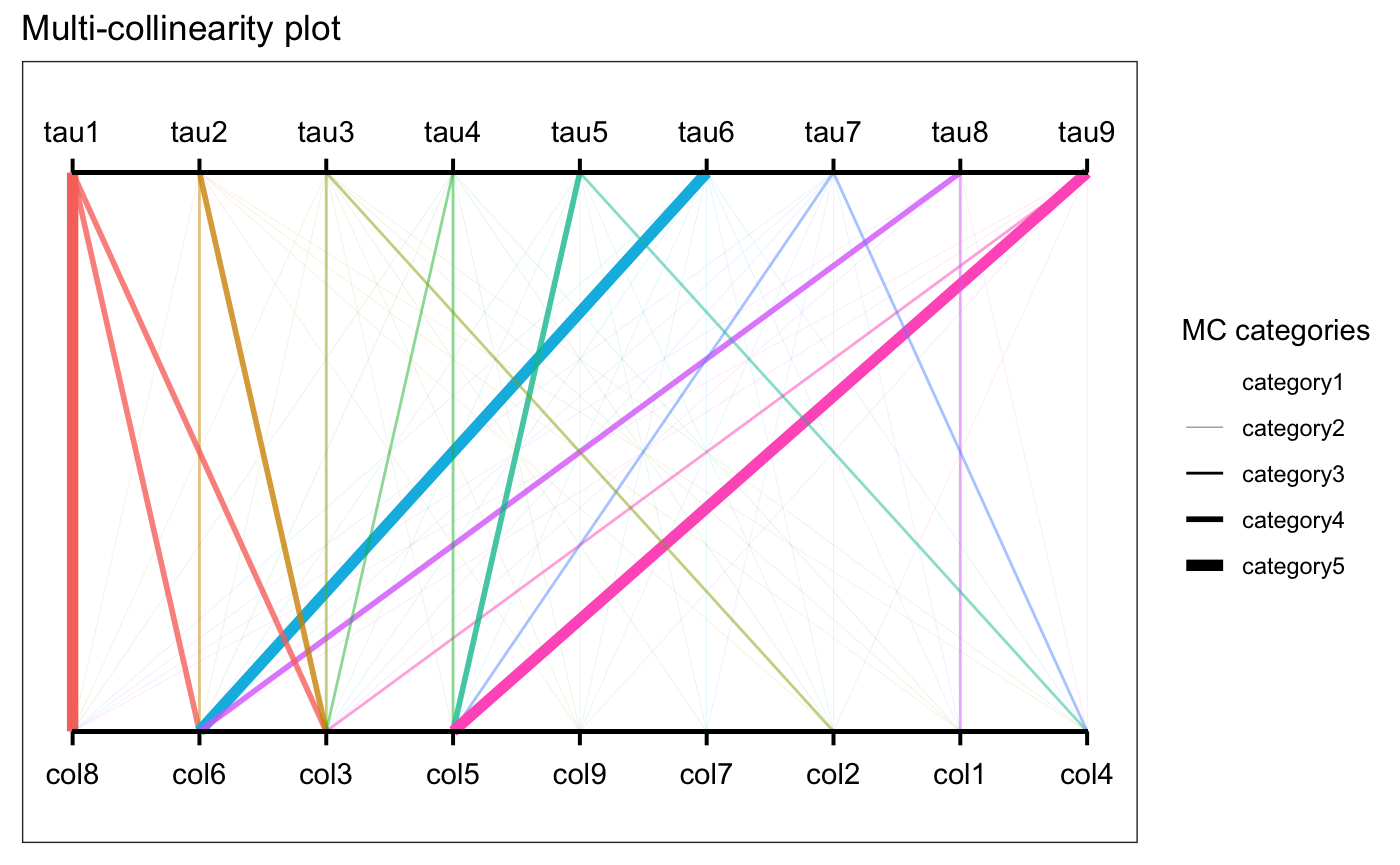 Multi-collinearity plot
tau1 tau2 tau3 tau4 tau5 tau6 tau7 tau8 tau9
MC categories
category1
category2
category3
category4
category5
col8 col6 col3 col5 col9 col7 col2 col1 col4